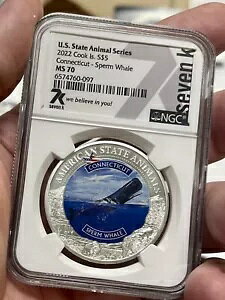 U.S. State Animal Series
2022 Cook Is. S$5
Connecticut - Sperm Whale
MS 70
6574760-097
7K
SEVEN K
we believe in you!
seven k
NGC
AMERICAN STATE ANIMALS
CONNECTICUT
SPERM WHALE